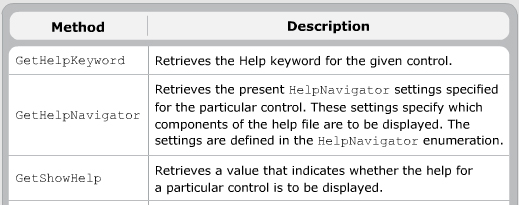 Method Description
GetHelpKeyword Retrieves the Help keyword for the given control.
Retrieves the present HelpNavigator settings specified
for the particular control. These settings specify which
GetHelpNavigator components of the help file are to be displayed. The
settings are defined in the HelpNavigator enumeration.
GetShowHelp Retrieves a value that indicates whether the help for
a particular control is to be displayed.